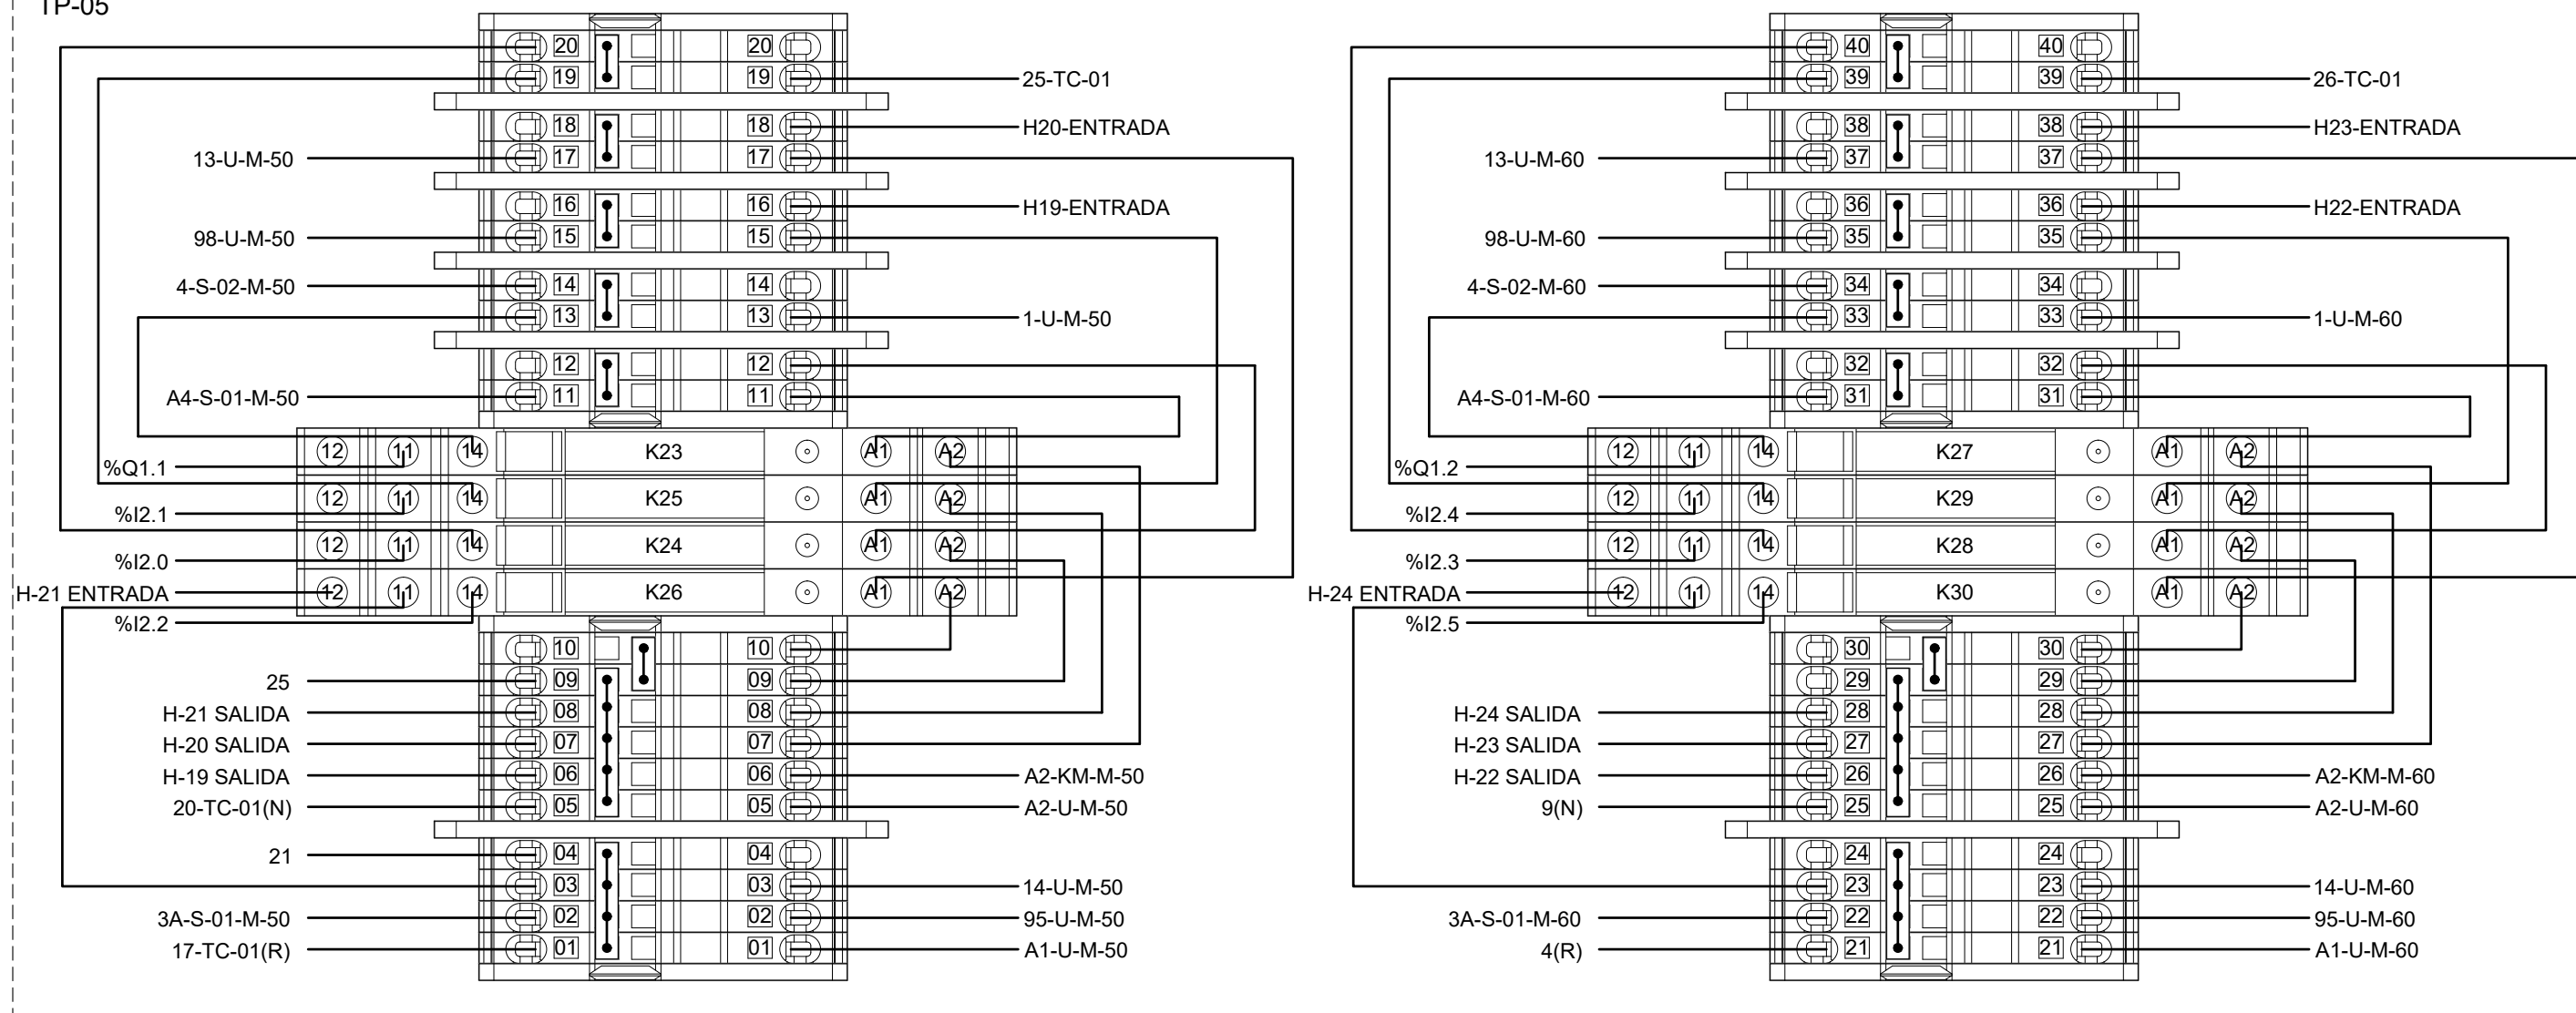 TP-05
20 20
19 19 25-TC-01
18 18 H20-ENTRADA
13-U-M-50 17 17
16 16 H19-ENTRADA
98-U-M-50 15 15
4-S-02-M-50 14 14
13 13 1-U-M-50
12 12
A4-S-01-M-50 11 11
12 11 14 K23 A1 A2
%Q1.1
12 11 14 K25 A1 A2
%I2.1
12 11 14 K24 A1 A2
%I2.0
H-21 ENTRADA 12 11 14 K26 A1 A2
%I2.2
10 10
25 09 09
H-21 SALIDA 08 08
H-20 SALIDA 07 07
H-19 SALIDA 06 06 A2-KM-M-50
20-TC-01(N) 05 05 A2-U-M-50
21 04 04
03 03 14-U-M-50
3A-S-01-M-50 02 02 95-U-M-50
17-TC-01(R) 01 01 A1-U-M-50
40 40
39 39 26-TC-01
38 38 H23-ENTRADA
13-U-M-60 37 37
36 36 H22-ENTRADA
98-U-M-60 35 35
4-S-02-M-60 34 34
33 33 1-U-M-60
32 32
A4-S-01-M-60 31 31
12 11 14 K27 A1 A2
%Q1.2
12 11 14 K29 A1 A2
%I2.4
12 11 14 K28 A1 A2
%I2.3
H-24 ENTRADA 12 11 14 K30 A1 A2
%I2.5
30 30
29 29
H-24 SALIDA 28 28
H-23 SALIDA 27 27
H-22 SALIDA 26 26 A2-KM-M-60
9(N) 25 25 A2-U-M-60
24 24
23 23 14-U-M-60
3A-S-01-M-60 22 22 95-U-M-60
4(R) 21 21 A1-U-M-60